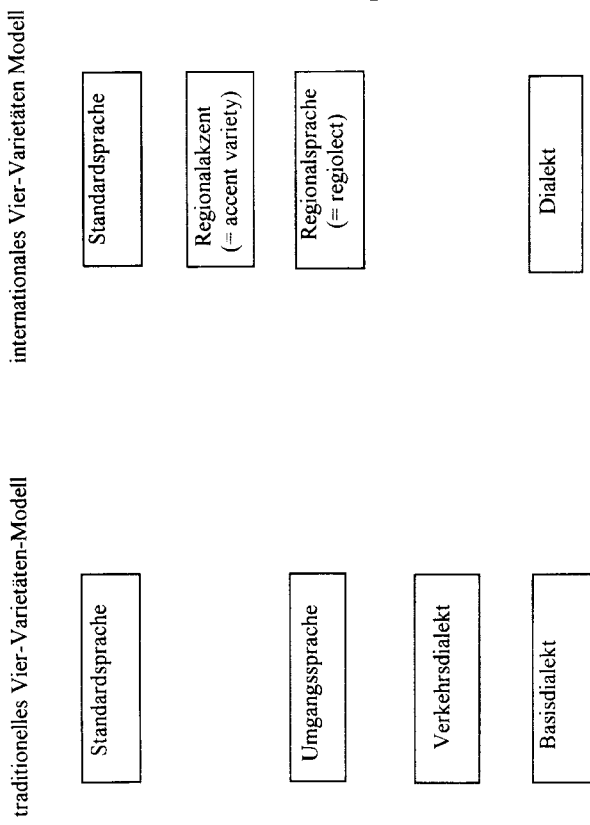 traditionelles Vier-Varietäten-Modell
internationales Vier-Varietäten Modell
Standardsprache
Standardsprache
Regionalakzent
(= accent variety)
Umgangssprache
Regionalsprache
(= regiolect)
Verkehrsdialekt
Basisdialekt
Dialekt